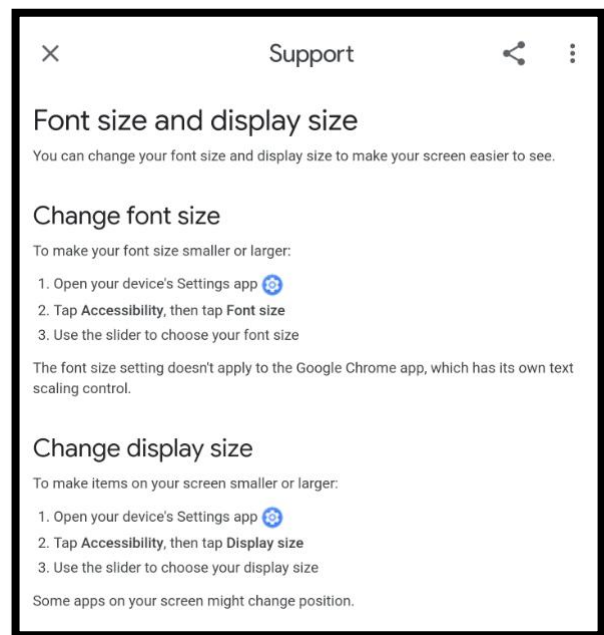 Support
Font size and display size
You can change your font size and display size to make your screen easier to see.
Change font size
To make your font size smaller or larger:
1. Open your device's Settings app
2. Tap Accessibility, then tap Font size
3. Use the slider to choose your font size
The font size setting doesn't apply to the Google Chrome app, which has its own text
scaling control.
Change display size
To make items on your screen smaller or larger:
1. Open your device's Settings app
2. Tap Accessibility, then tap Display size
3. Use the slider to choose your display size
Some apps on your screen might change position.